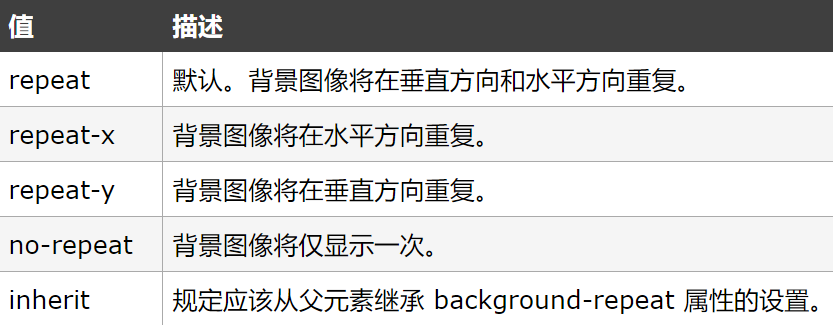 值 描述
repeat 默认。背景图像将在垂直方向和水平方向重复。
repeat-x 背景图像将在水平方向重复。
repeat-y 背景图像将在垂直方向重复。
no-repeat 背景图像将仅显示一次。
inherit 规定应该从父元素继承 background-repeat 属性的设置。